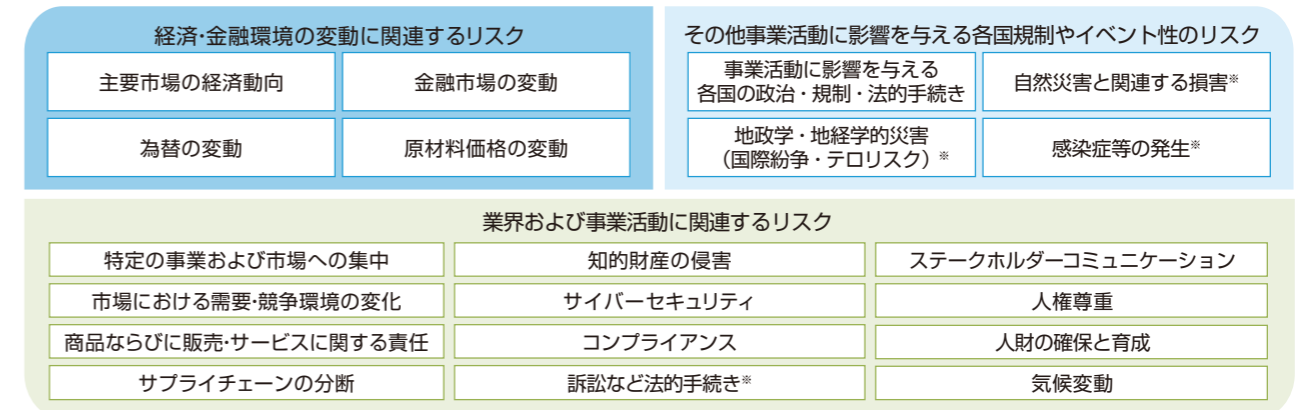 経済・金融環境の変動に関連するリスク
主要市場の経済動向
金融市場の変動
為替の変動
原材料価格の変動
その他事業活動に影響を与える各国規制やイベント性のリスク
事業活動に影響を与える
各国の政治・規制・法的手続き
自然災害と関連する損害※
地政学・地経学的災害
（国際紛争・テロリスク）※
感染症等の発生※
業界および事業活動に関連するリスク
特定の事業および市場への集中
知的財産の侵害
ステークホルダーコミュニケーション
市場における需要・競争環境の変化
サイバーセキュリティ
人権尊重
商品ならびに販売・サービスに関する責任
コンプライアンス
人財の確保と育成
サプライチェーンの分断
訴訟など法的手続き※
気候変動